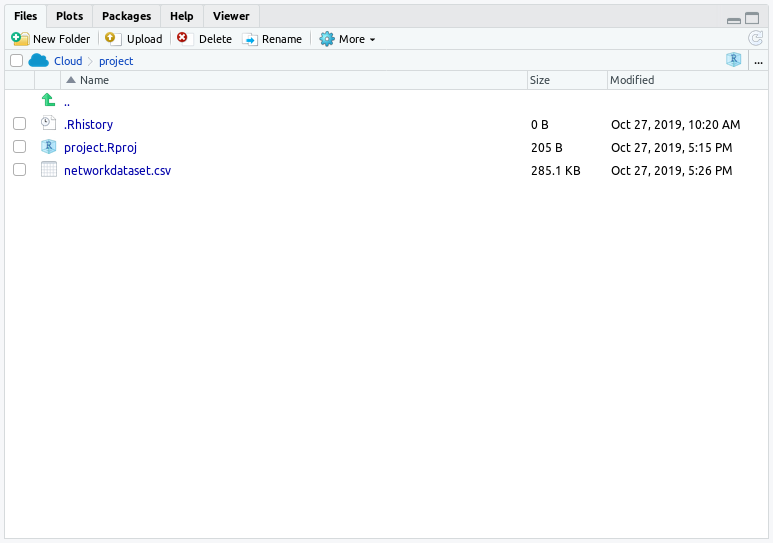 Files Plots Packages Help Viewer
New Folder Upload Delete Rename More
Cloud project R ...
Name Size Modified
..
.Rhistory 0 B Oct 27, 2019, 10:20 AM
R project.Rproj 205 B Oct 27, 2019, 5:15 PM
networkdataset.csv 285.1 KB Oct 27, 2019, 5:26 PM